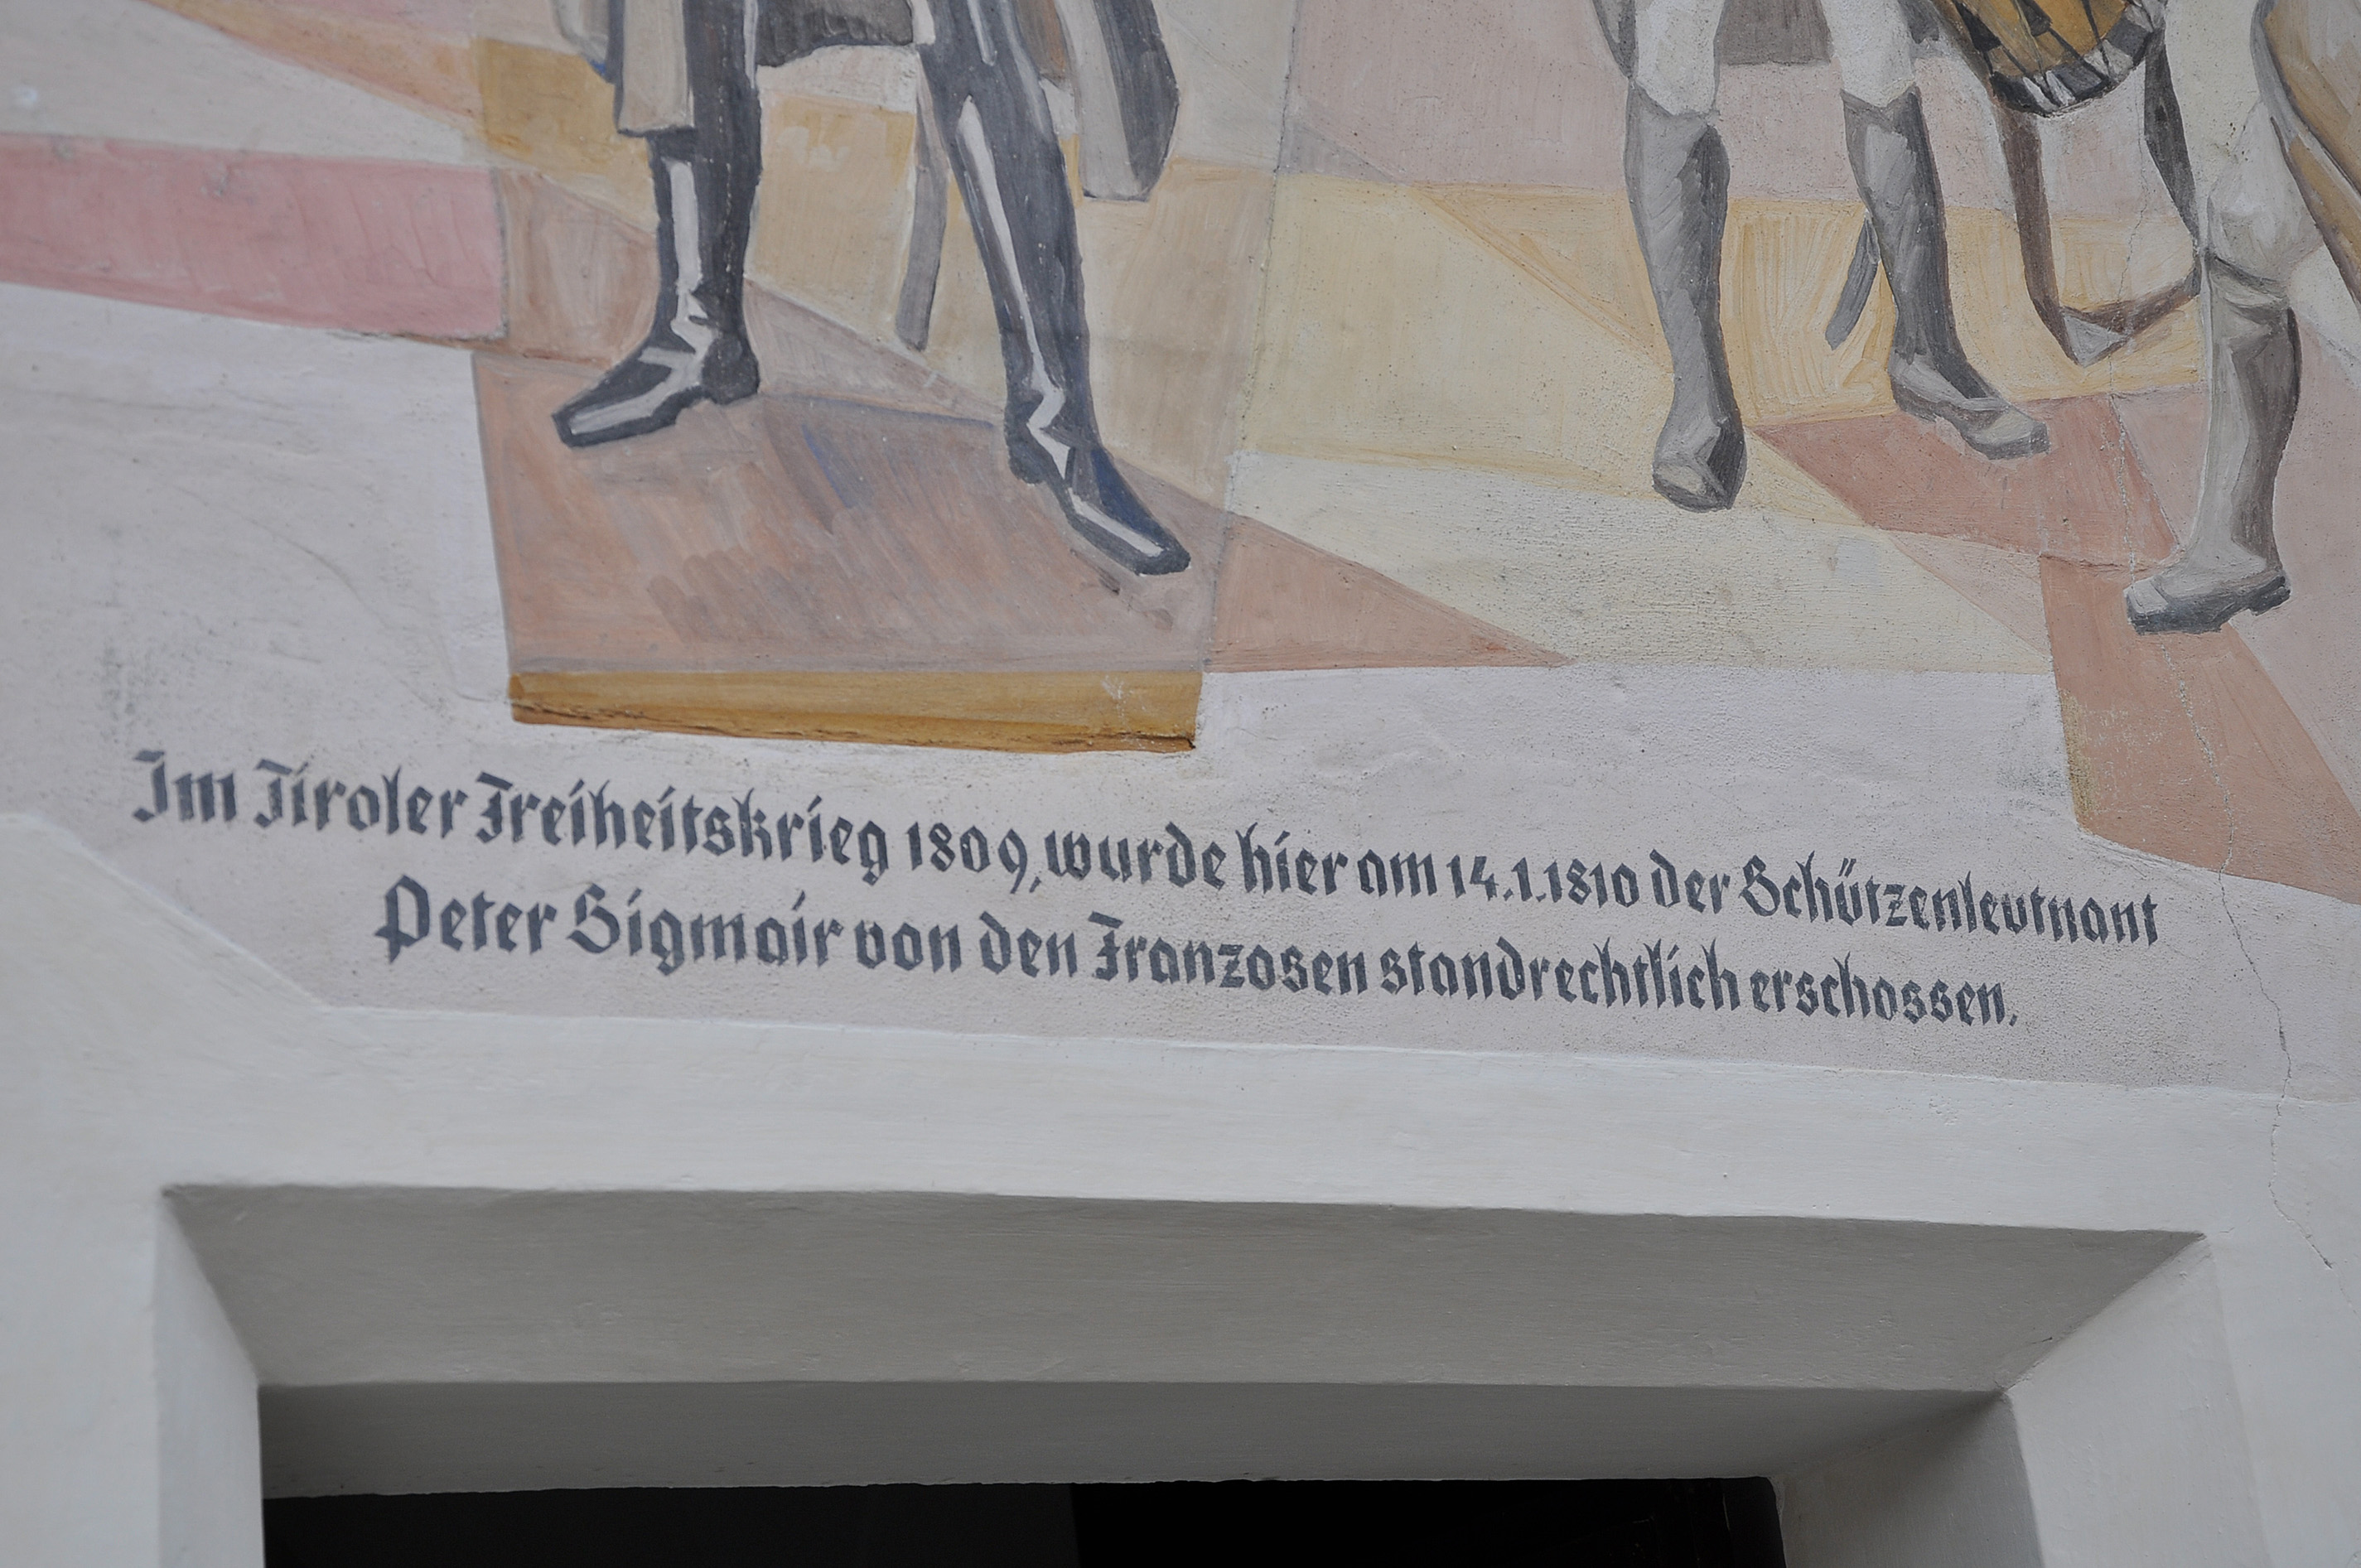 Im Tiroler Freiheitskrieg 1809, wurde hier am 14.1.1810 der Schützenleutnant
Peter Sigmair von den Franzosen standrechtlich erschossen.